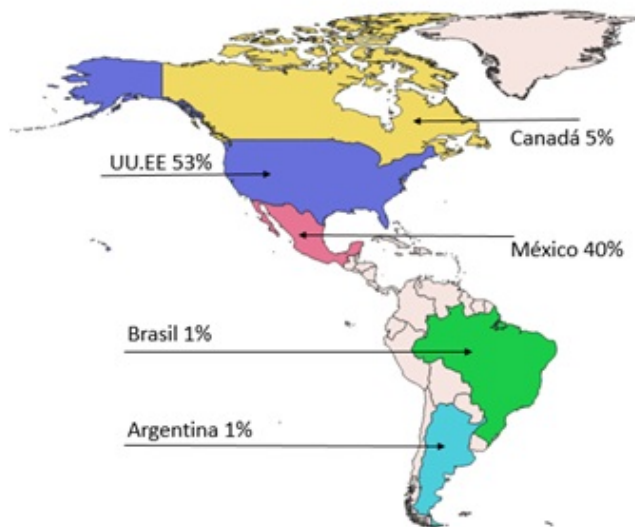 Canadá 5%
UU.EE 53%
México 40%
Brasil 1%
Argentina 1%